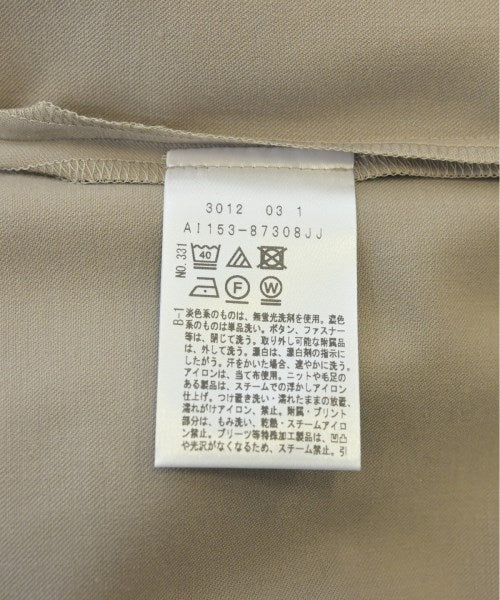 3012 03 1
AI153-87308JJ
NO.331
40
F
W
B-1
淡色系のものは、無蛍光洗剤を使用。濃色
系のものは単品洗い。ボタン、ファスナー
等は、閉じて洗う。取り外し可能な附属品
は、外して洗う。漂白は、漂白剤の指示に
したがう。汗をかいた場合、速やかに洗う。
アイロンは、当て布使用。ニットや毛足の
ある製品は、スチームでの浮かしアイロン
仕上げ。つけ置き洗い・濡れたままの放置、
濡れがけアイロン、禁止。附属・プリント
部分は、もみ洗い、乾熱・スチームアイロ
ン禁止。プリーツ等特殊加工製品は、凹凸
や光沢がなくなるため、スチーム禁止。引